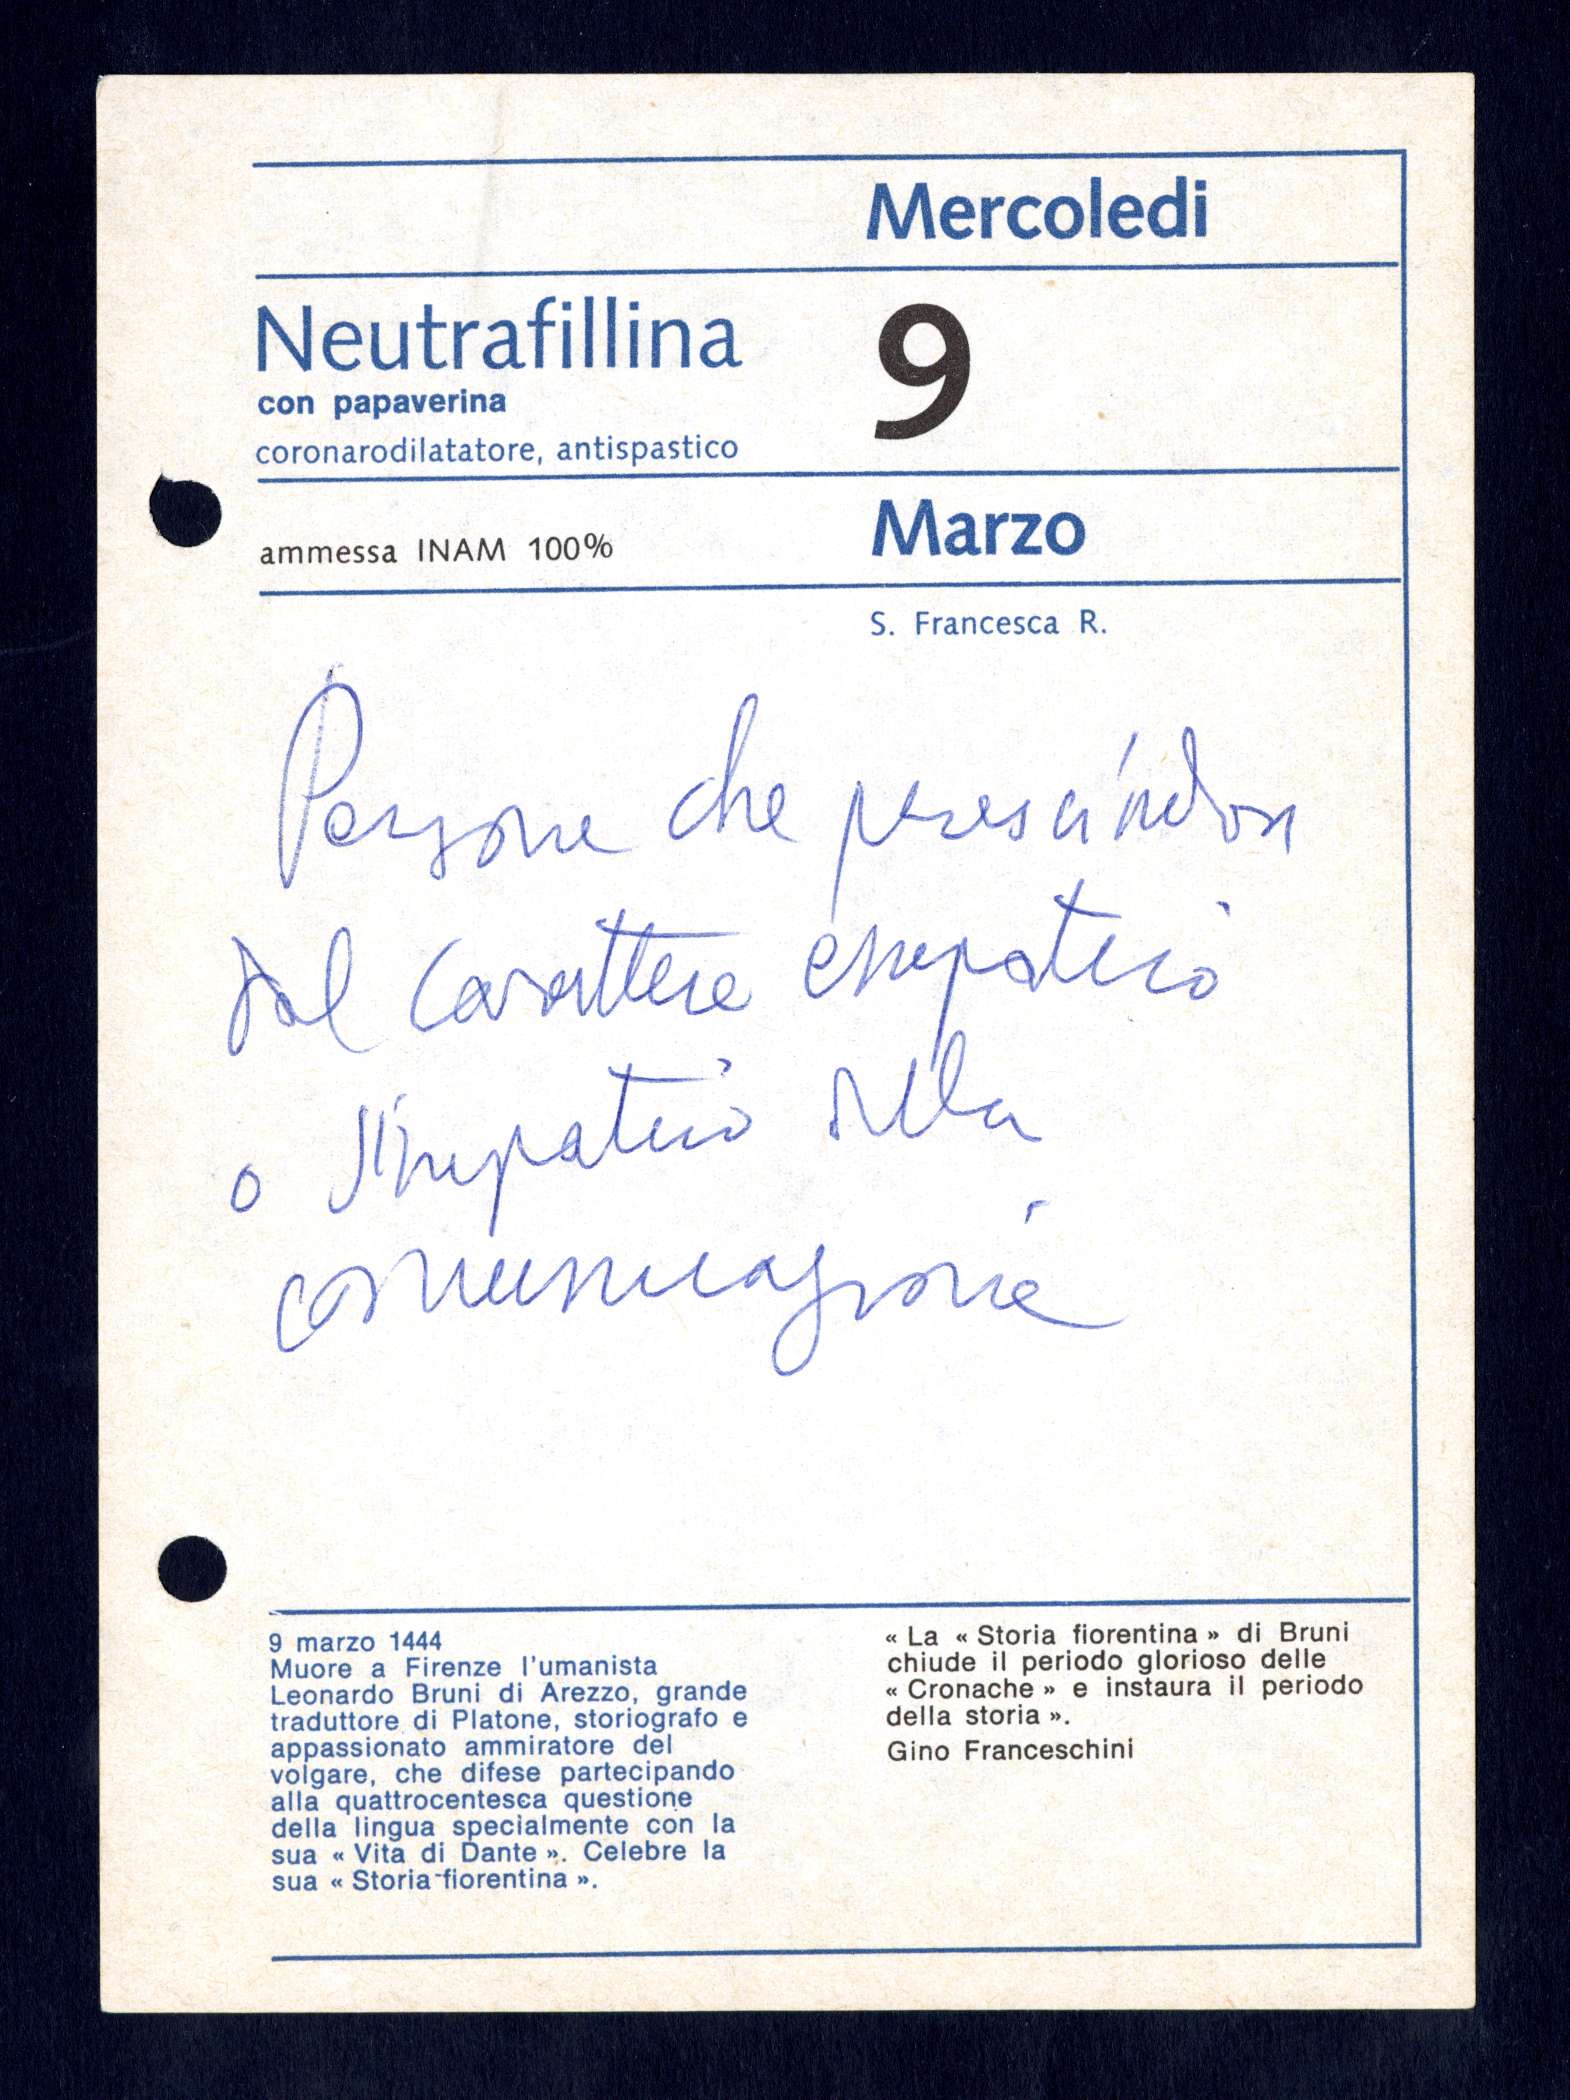 Mercoledi
Neutrafillina
con papaverina
coronarodilatatore, antispastico
9
ammessa INAM 100%
Marzo
S. Francesca R.
Persone che prescindon
dal carattere empatico
o simpatico della
comunicazione
9 marzo 1444
Muore a Firenze l'umanista
Leonardo Bruni di Arezzo, grande
traduttore di Platone, storiografo e
appassionato ammiratore del
volgare, che difese partecipando
alla quattrocentesca questione
della lingua specialmente con la
sua « Vita di Dante ». Celebre la
sua « Storia fiorentina ».
« La « Storia fiorentina » di Bruni
chiude il periodo glorioso delle
« Cronache » e instaura il periodo
della storia ».
Gino Franceschini